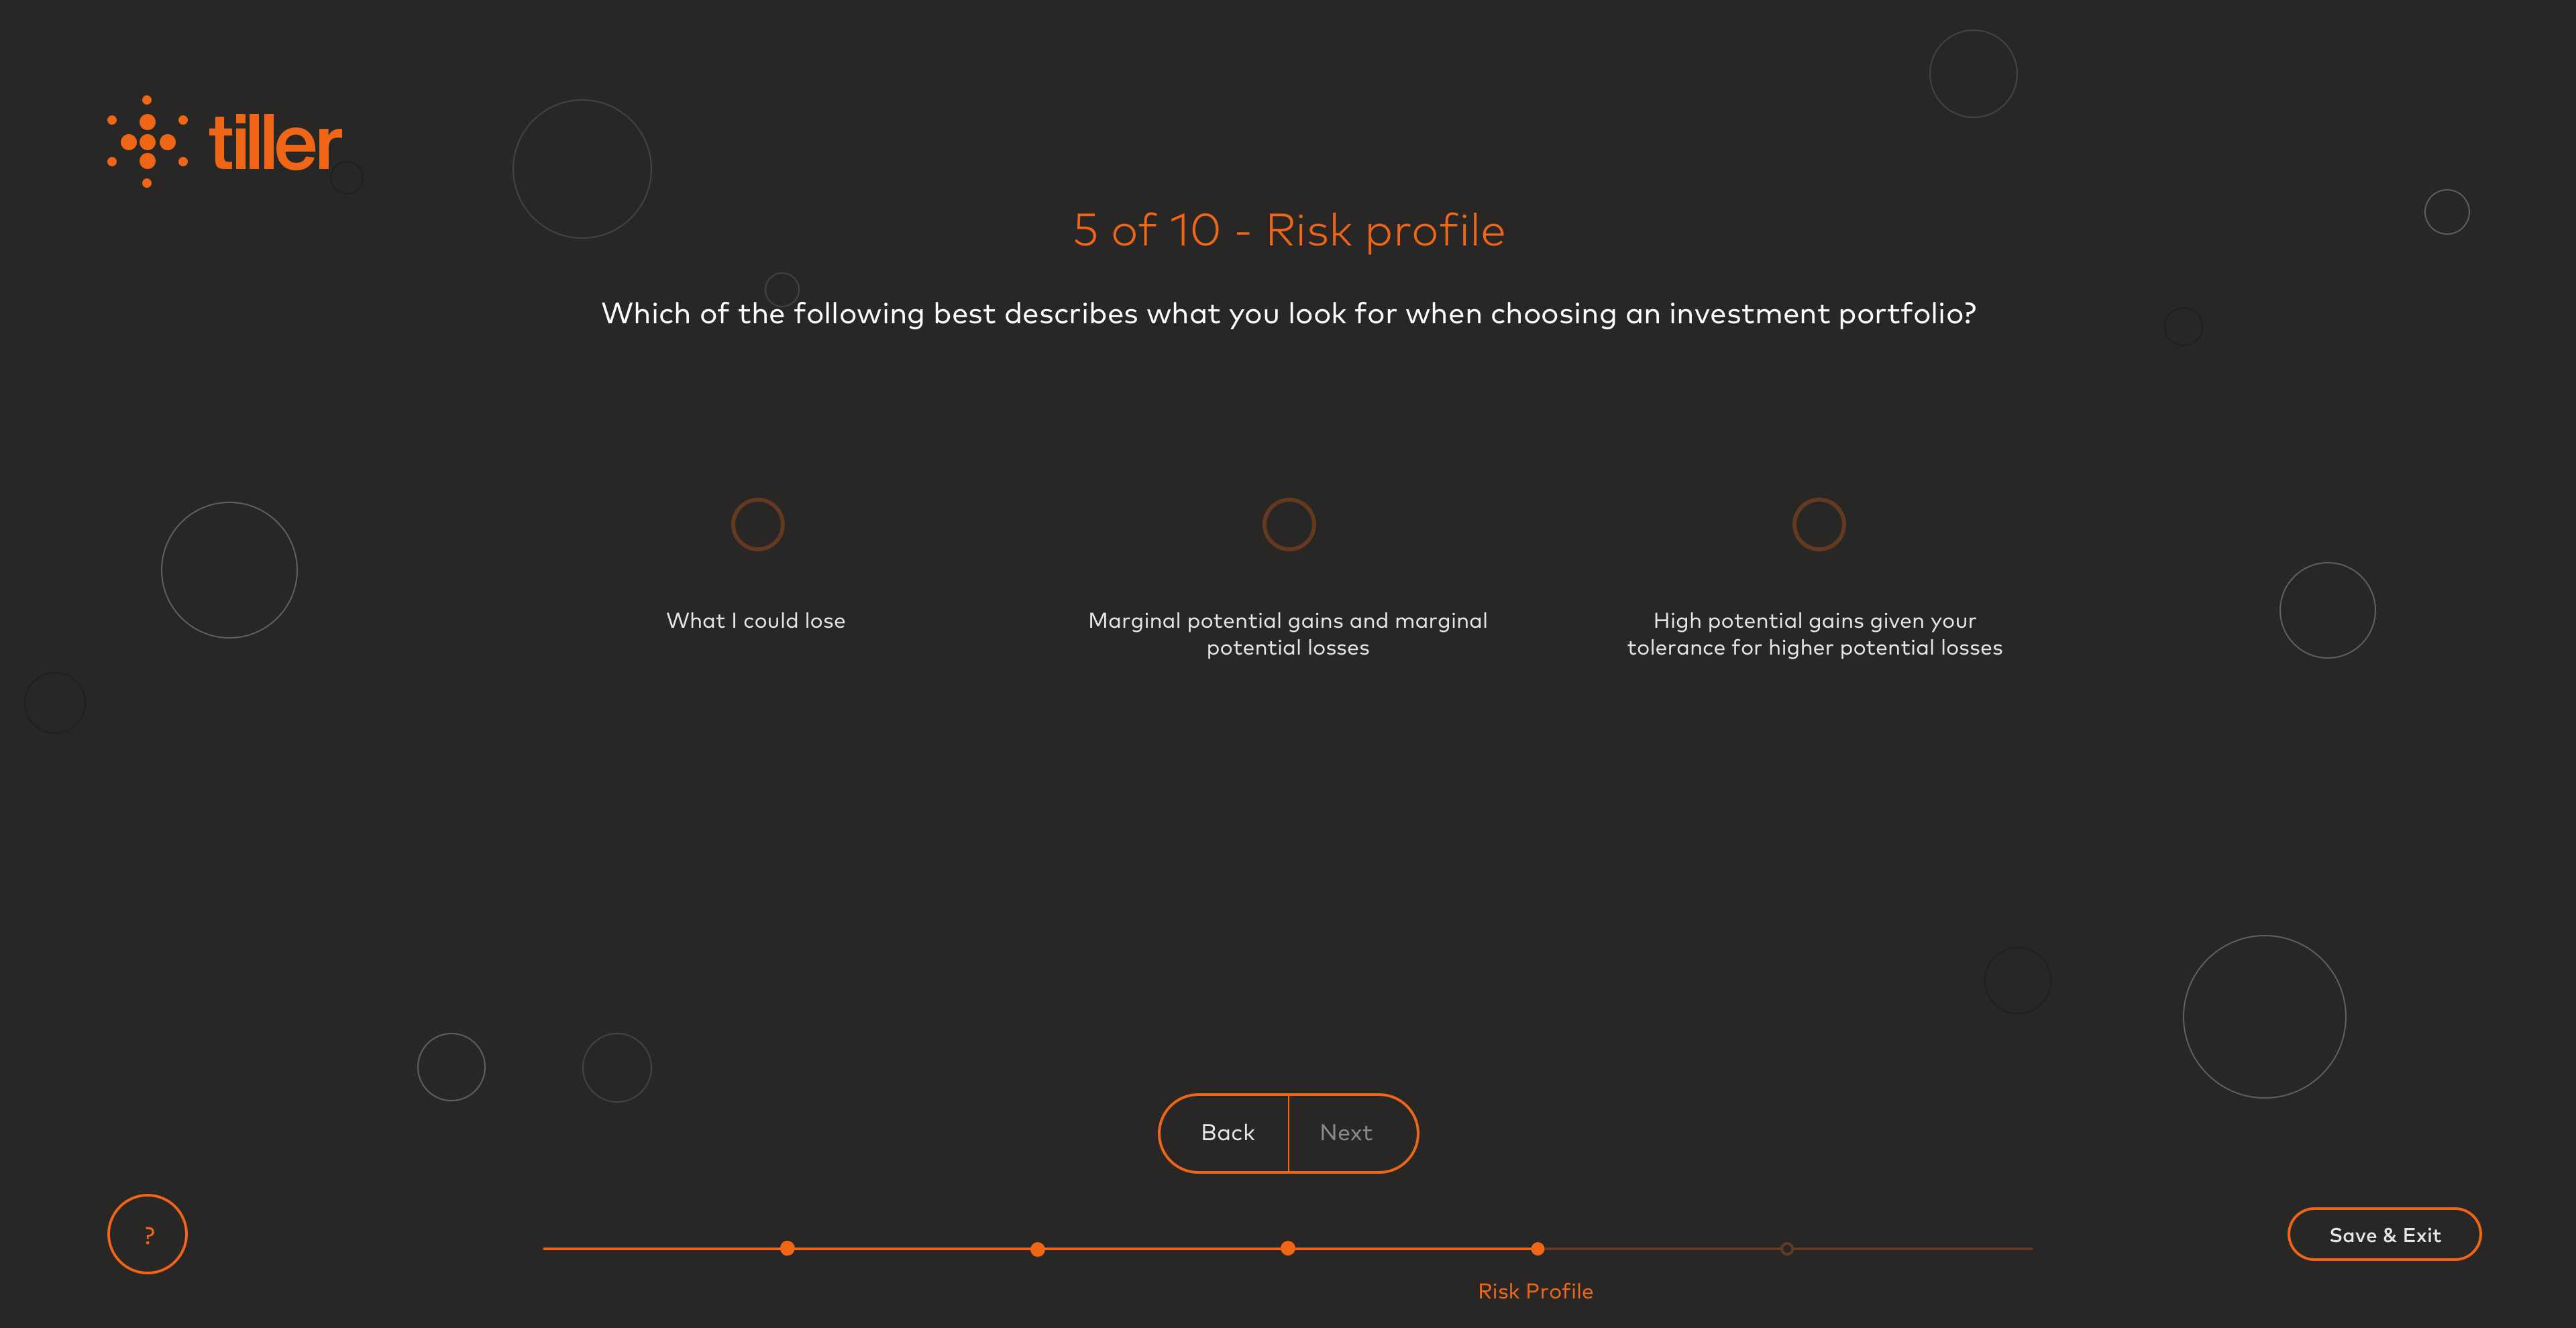 tiller
5 of 10 - Risk profile
Which of the following best describes what you look for when choosing an investment portfolio?
What I could lose
Marginal potential gains and marginal
potential losses
High potential gains given your
tolerance for higher potential losses
Back
Next
?
Save & Exit
Risk Profile